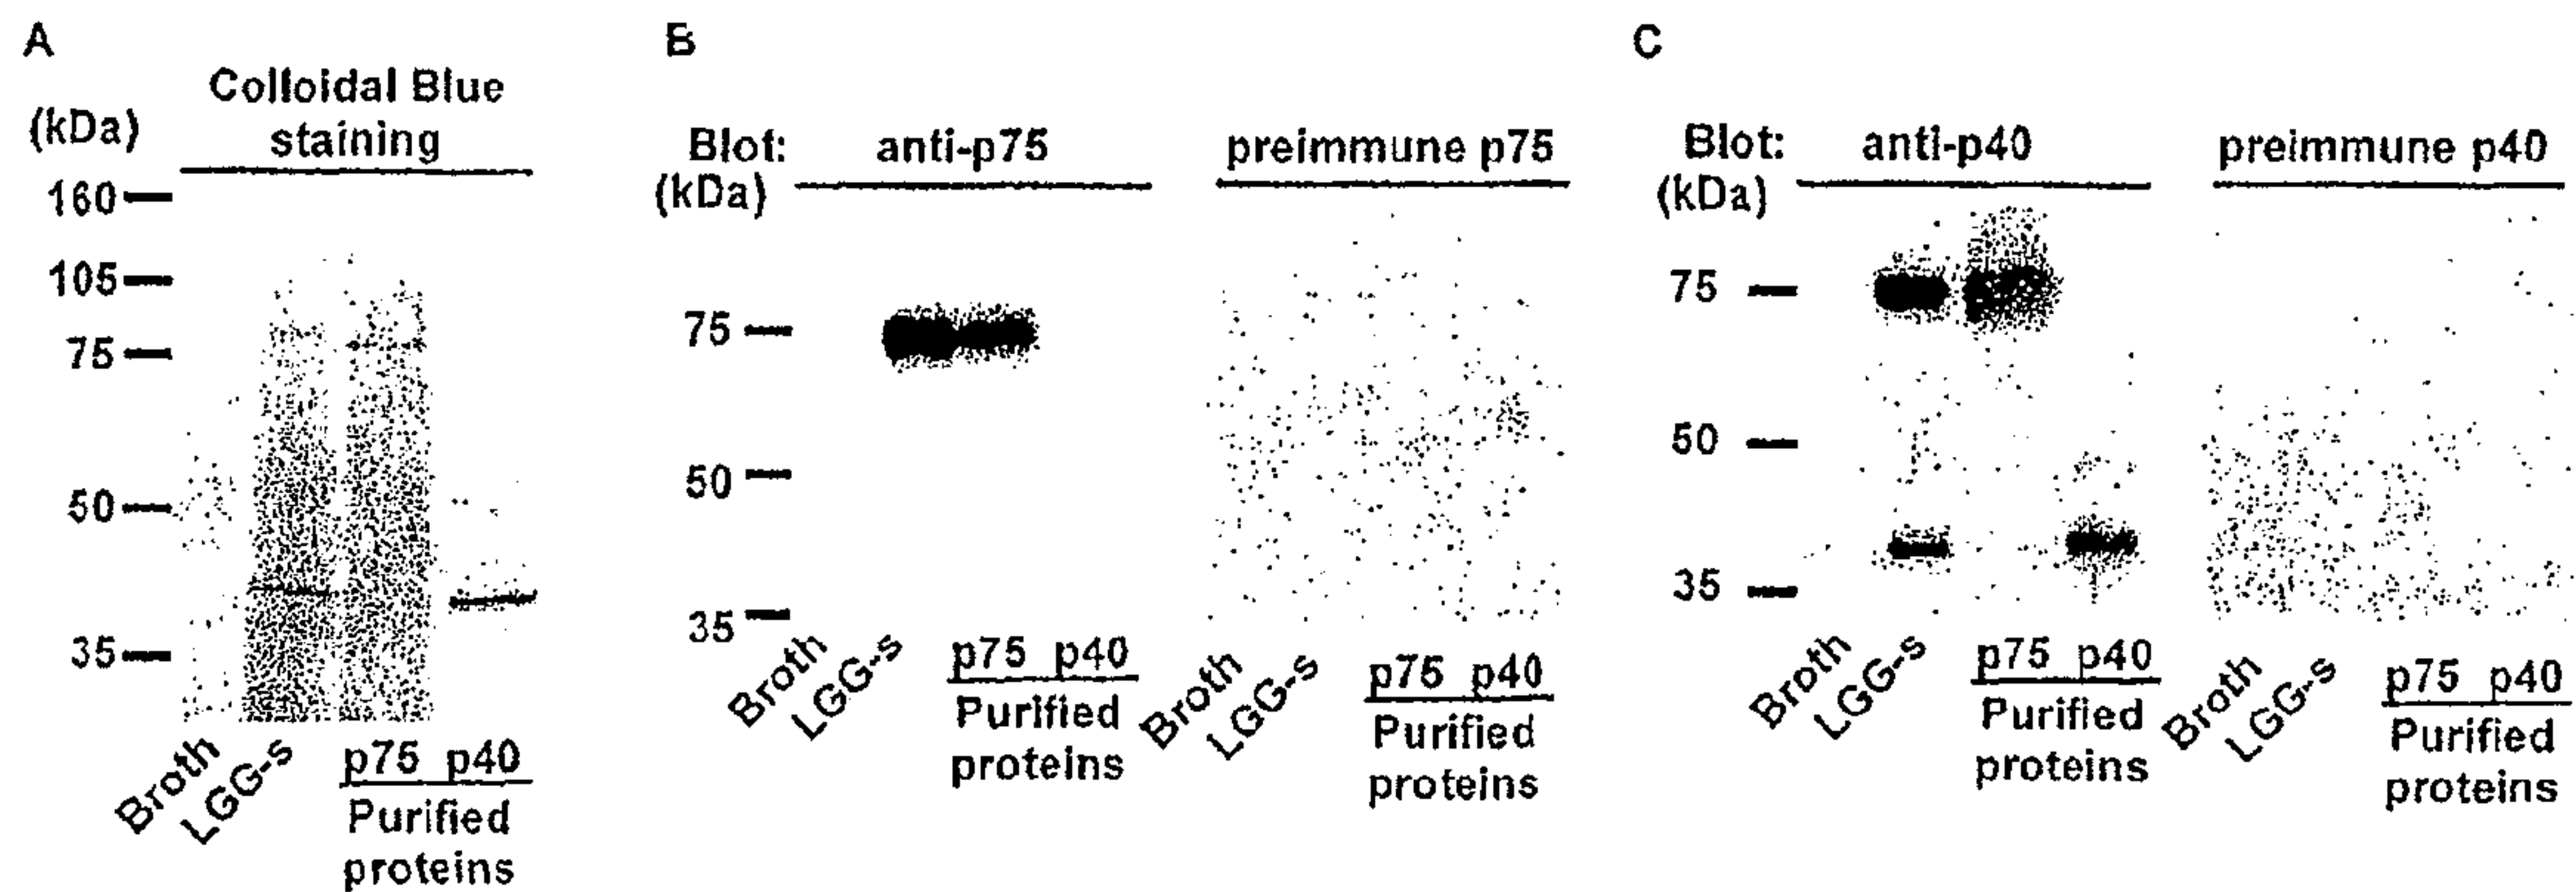 A
Colloidal Blue
staining
(kDa)
160
105
75
50
35
Broth
LGG-s
p75 p40
Purified
proteins
B
Blot:
(kDa)
anti-p75
preimmune p75
75
50
35
Broth
LGG-s
p75 p40
Purified
proteins
Broth
LGG-s
p75 p40
Purified
proteins
C
Blot:
(kDa)
anti-p40
preimmune p40
75
50
35
Broth
LGG-s
p75 p40
Purified
proteins
Broth
LGG-s
p75 p40
Purified
proteins